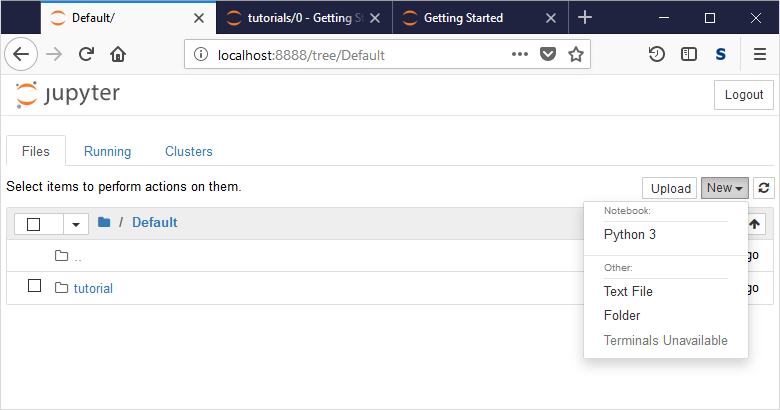 Default/
tutorials/0 - Getting S
Getting Started
localhost:8888/tree/Default
S
jupyter
Logout
Files
Running
Clusters
Select items to perform actions on them.
Upload
New
/ Default
Notebook:
Python 3
..
go
Other:
tutorial
go
Text File
Folder
Terminals Unavailable